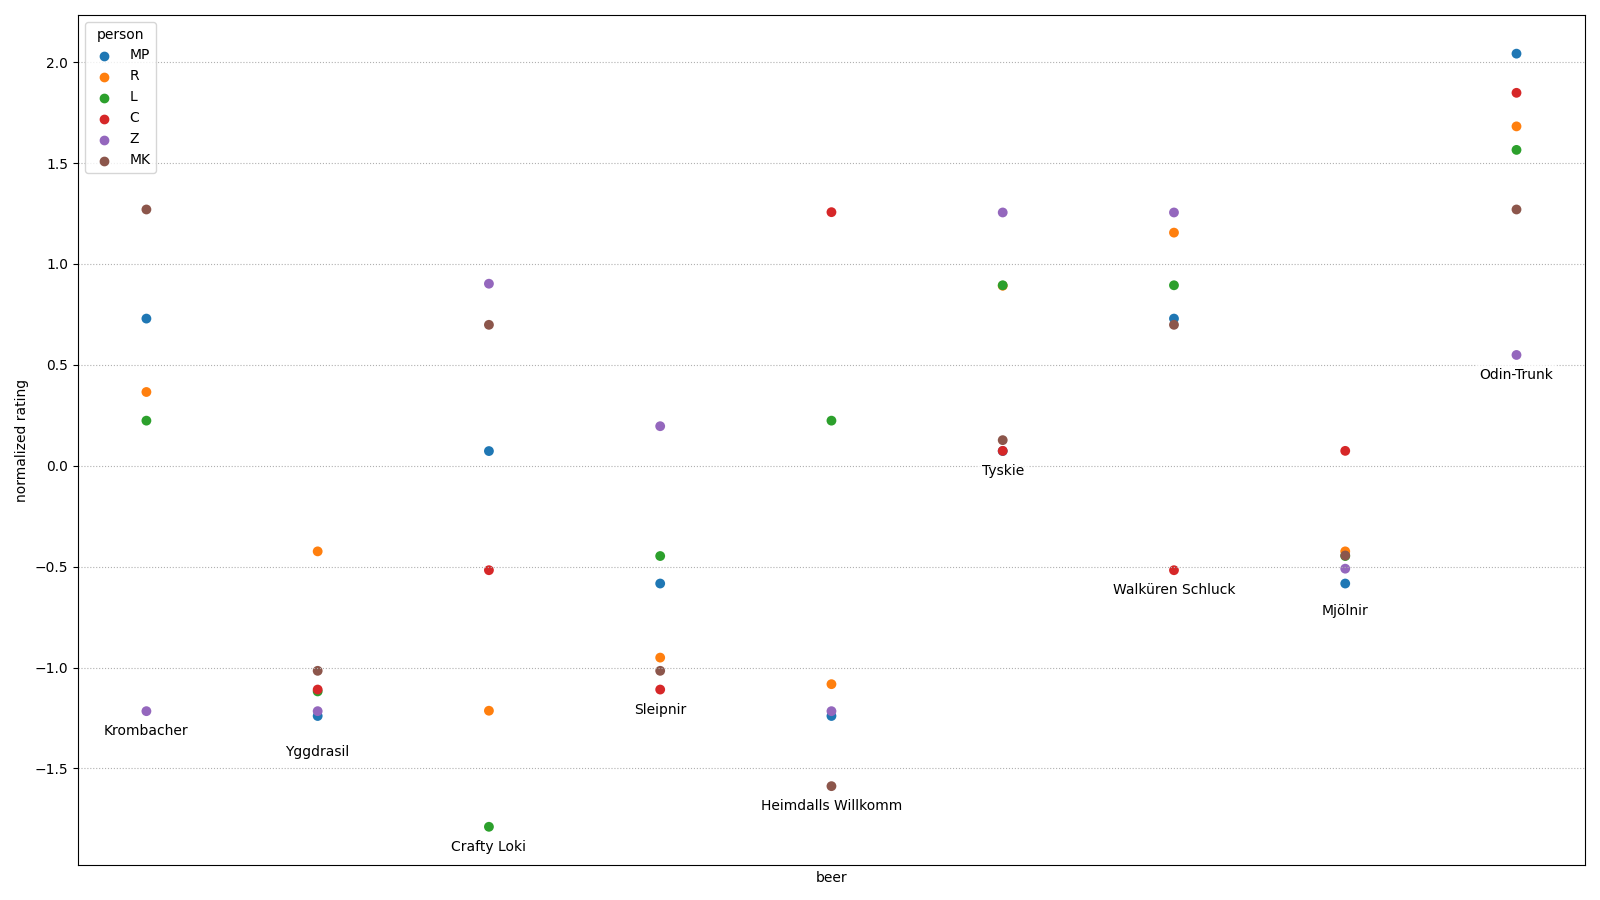 person
MP
R
L
C
Z
MK
2.0
1.5
1.0
0.5
0.0
−0.5
−1.0
−1.5
normalized rating
Krombacher
Yggdrasil
Crafty Loki
Sleipnir
Heimdalls Willkomm
Tyskie
Walküren Schluck
Mjölnir
Odin-Trunk
beer